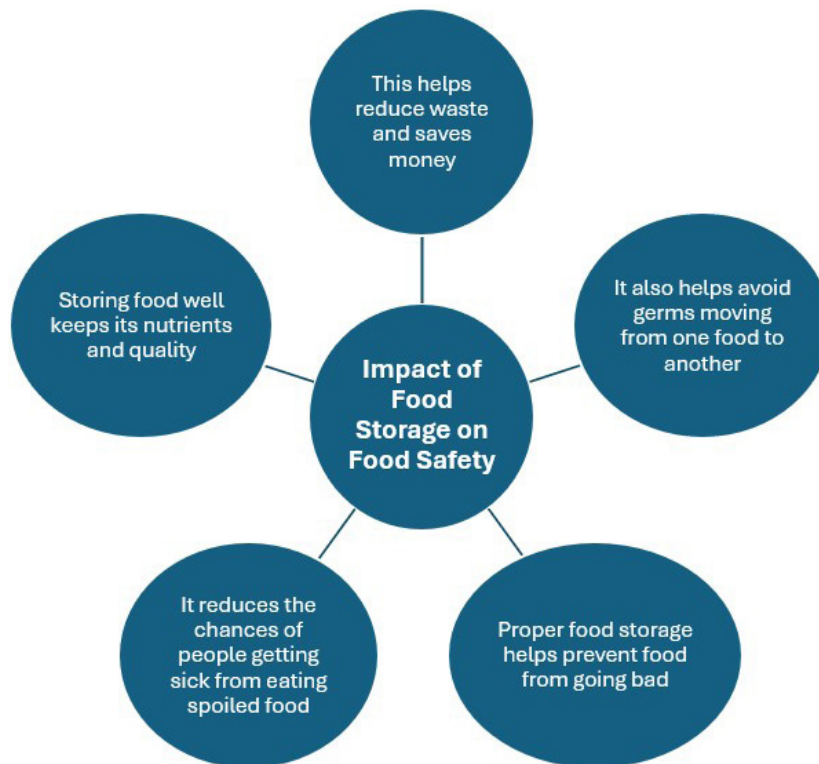 This helps
reduce waste
and saves
money
It also helps avoid
germs moving
from one food to
another
Proper food storage
helps prevent food
from going bad
It reduces the
chances of
people getting
sick from eating
spoiled food
Storing food well
keeps its nutrients
and quality
Impact of
Food
Storage on
Food Safety